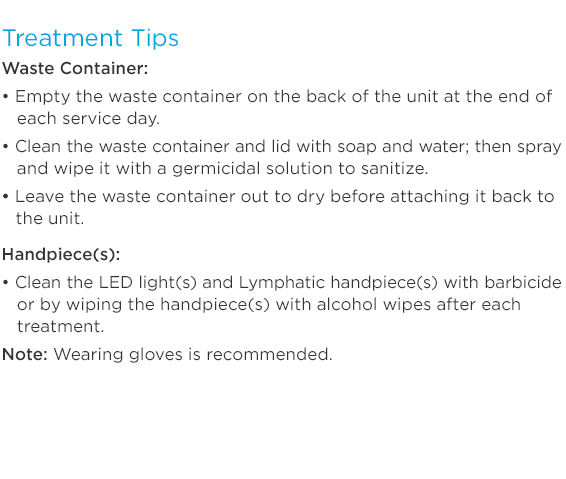 Treatment Tips
Waste Container:
• Empty the waste container on the back of the unit at the end of
each service day.
• Clean the waste container and lid with soap and water; then spray
and wipe it with a germicidal solution to sanitize.
• Leave the waste container out to dry before attaching it back to
the unit.
Handpiece(s):
• Clean the LED light(s) and Lymphatic handpiece(s) with barbicide
or by wiping the handpiece(s) with alcohol wipes after each
treatment.
Note: Wearing gloves is recommended.